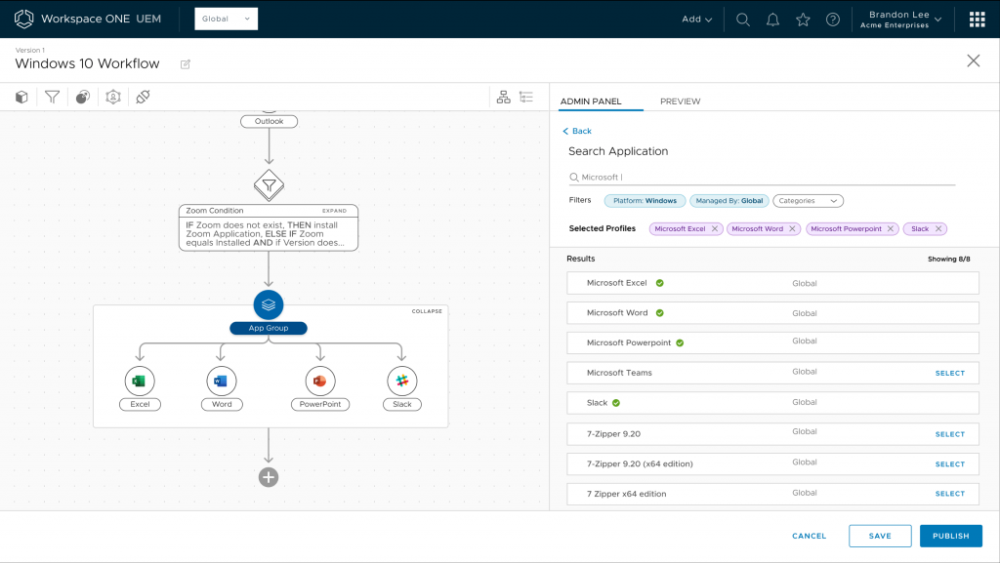 Workspace ONE UEM
Global
Add
Brandon Lee
Acme Enterprises
Version 1
Windows 10 Workflow
ADMIN PANEL
PREVIEW
Outlook
Zoom Condition
EXPAND
IF Zoom does not exist, THEN install
Zoom Application, ELSE IF Zoom
equals Installed AND if Version does...
COLLAPSE
App Group
Excel
Word
PowerPoint
Slack
Back
Search Application
Microsoft |
Filters
Platform: Windows
Managed By: Global
Categories
Selected Profiles
Microsoft Excel
Microsoft Word
Microsoft Powerpoint
Slack
Results
Showing 8/8
Microsoft Excel
Global
Microsoft Word
Global
Microsoft Powerpoint
Global
Microsoft Teams
Global
SELECT
Slack
Global
7-Zipper 9.20
Global
SELECT
7-Zipper 9.20 (x64 edition)
Global
SELECT
7 Zipper x64 edition
Global
SELECT
CANCEL
SAVE
PUBLISH